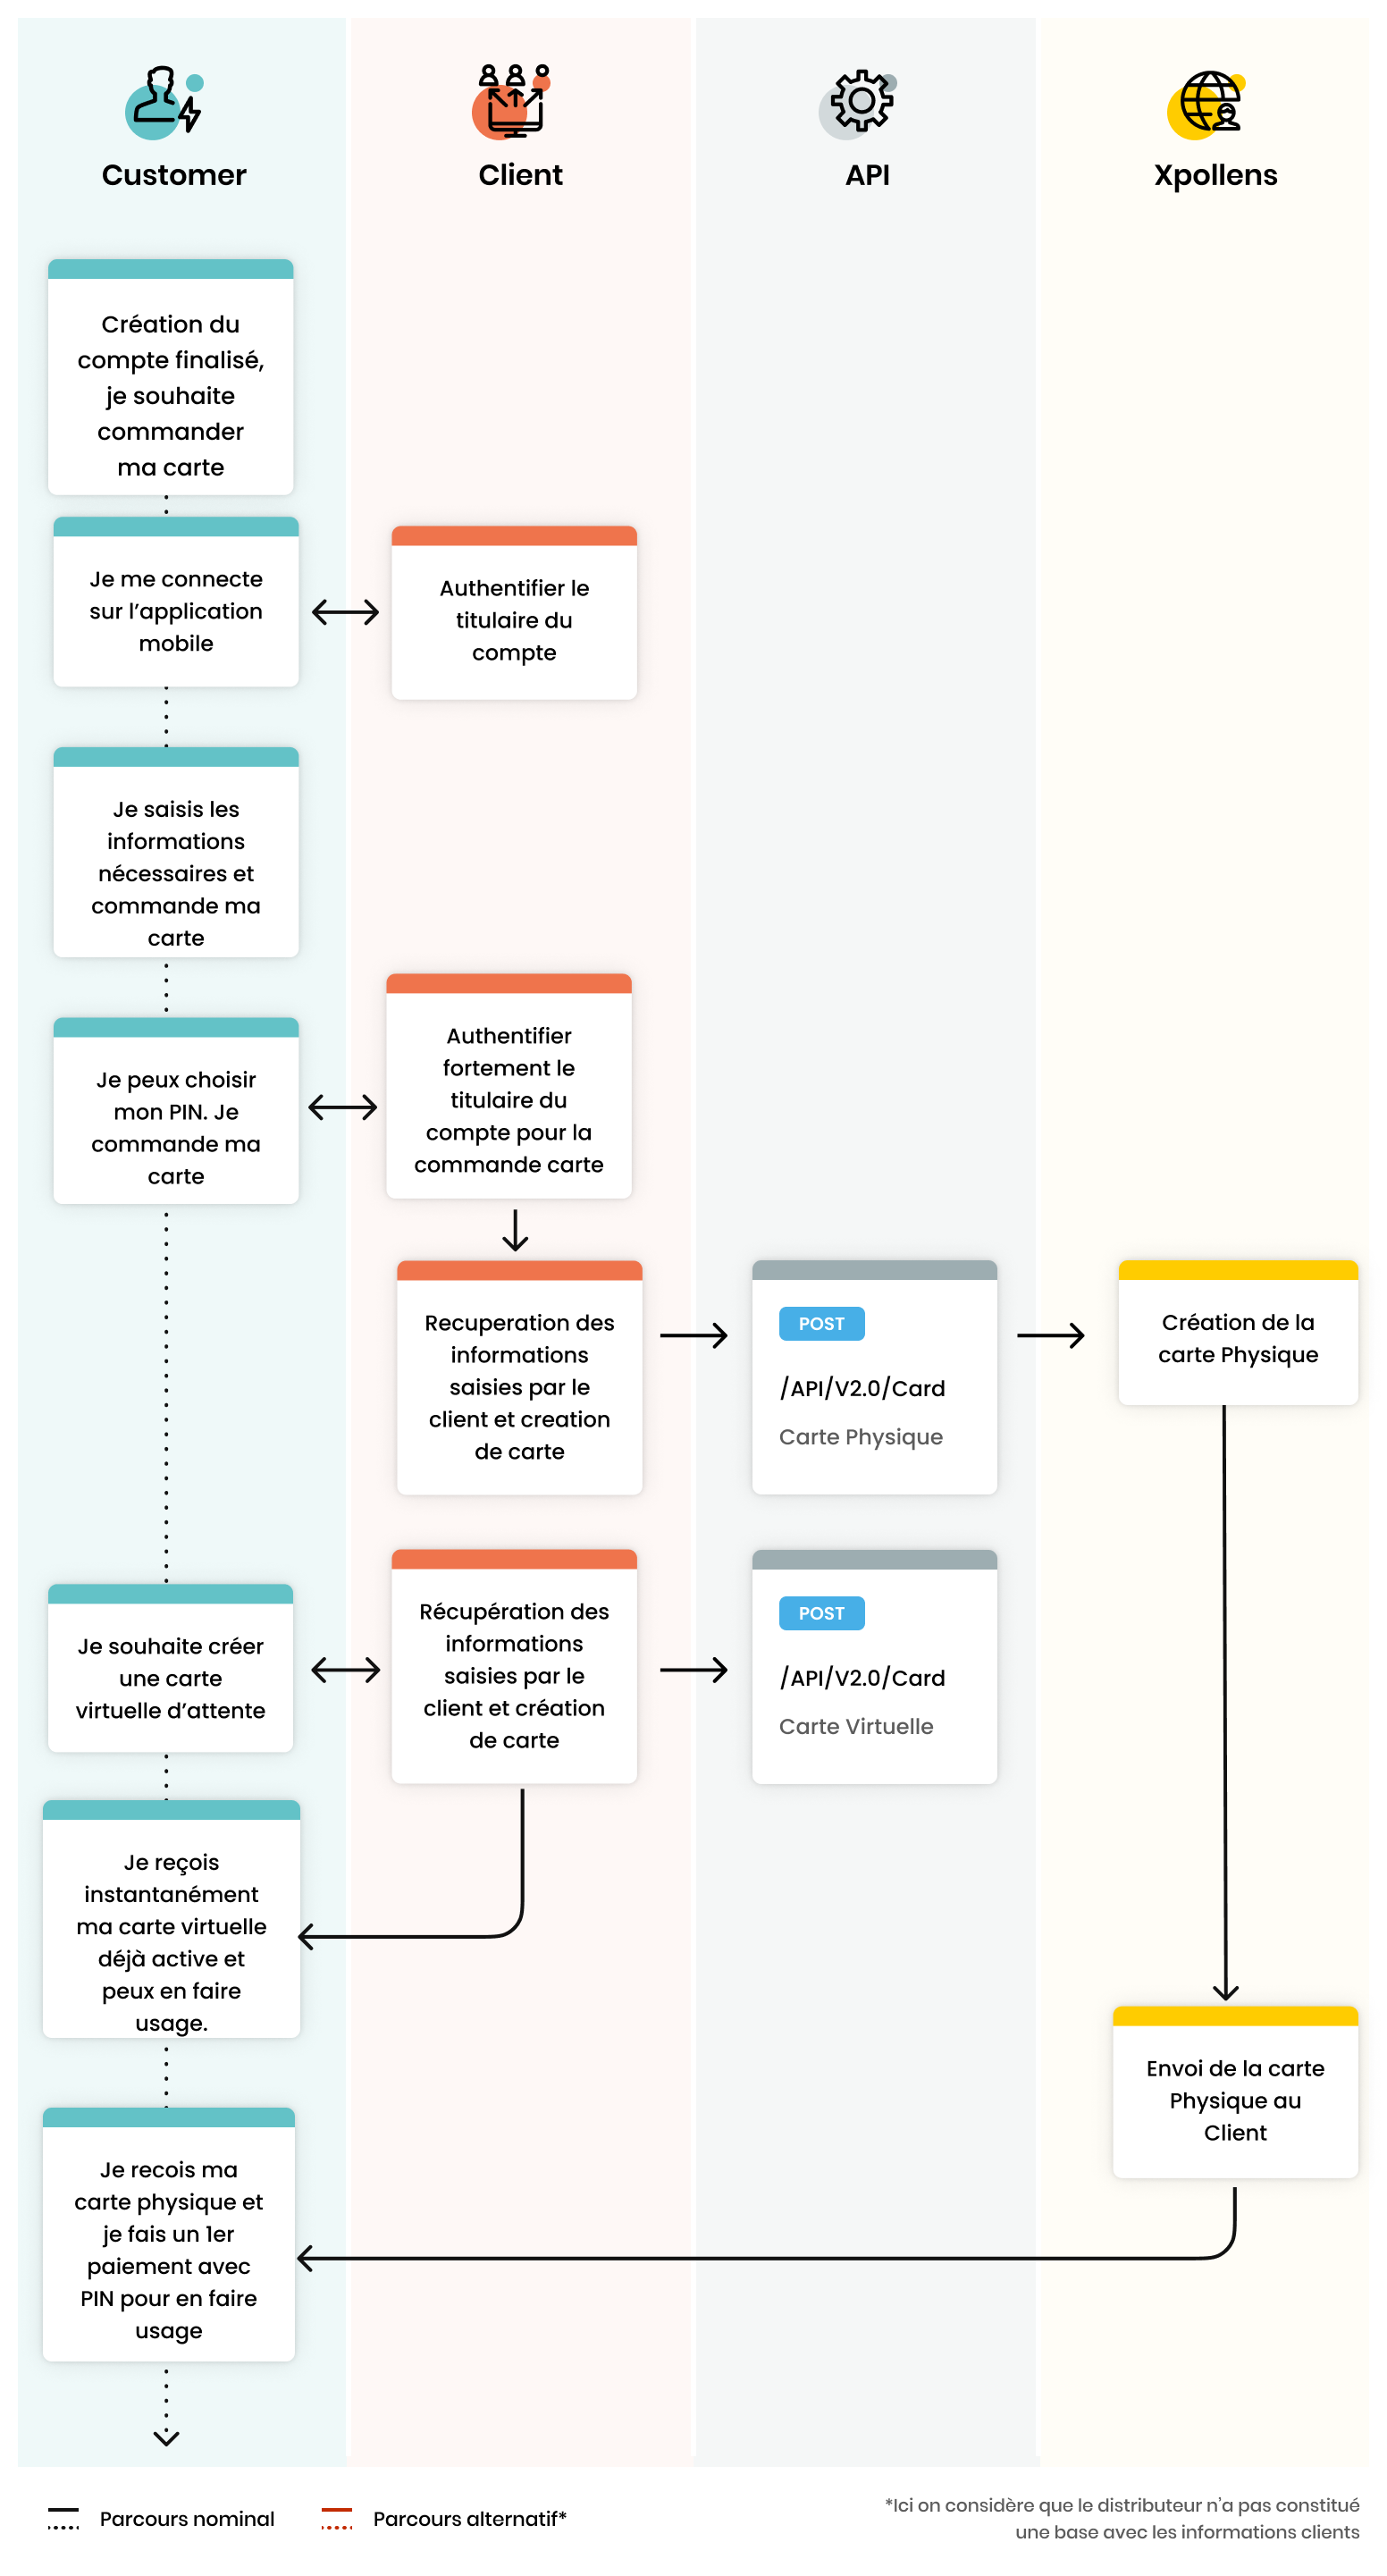 Customer
Client
API
Xpollens
Création du
compte finalisé,
je souhaite
commander
ma carte
Je me connecte
sur l'application
mobile
Authentifier le
titulaire du
compte
Je saisis les
informations
nécessaires et
commande ma
carte
Je peux choisir
mon PIN. Je
commande ma
carte
Authentifier
fortement le
titulaire du
compte pour la
commande carte
Recuperation des
informations
saisies par le
client et creation
de carte
POST
/API/V2.0/Card
Carte Physique
Création de la
carte Physique
Je souhaite créer
une carte
virtuelle d'attente
Récupération des
informations
saisies par le
client et création
de carte
POST
/API/V2.0/Card
Carte Virtuelle
Je reçois
instantanément
ma carte virtuelle
déjà active et
peux en faire
usage.
Envoi de la carte
Physique au
Client
Je recois ma
carte physique et
je fais un 1er
paiement avec
PIN pour en faire
usage
Parcours nominal
Parcours alternatif*
*Ici on considère que le distributeur n'a pas constitué
une base avec les informations clients